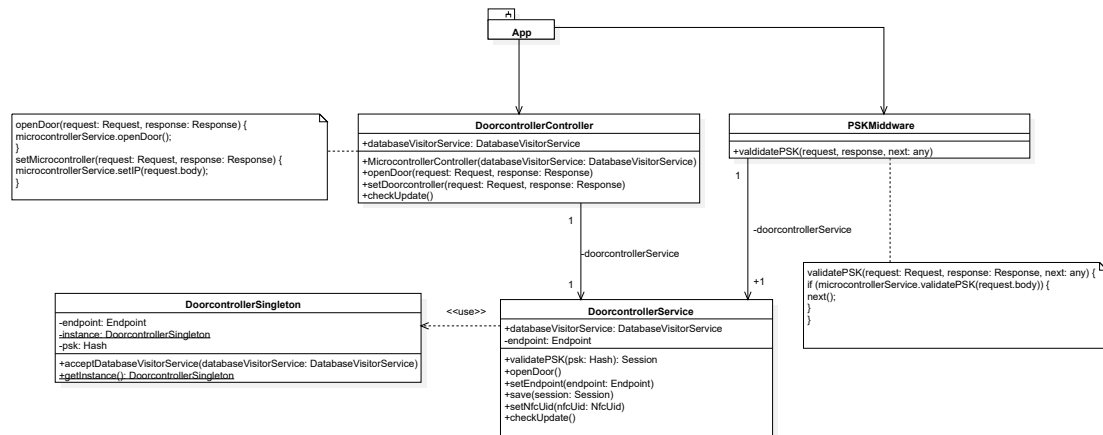 App
openDoor(request: Request, response: Response) {
microcontrollerService.openDoor();
}
setMicrocontroller(request: Request, response: Response) {
microcontrollerService.setIP(request.body);
}
DoorcontrollerController
+databaseVisitorService: DatabaseVisitorService
+MicrocontrollerController(databaseVisitorService: DatabaseVisitorService)
+openDoor(request: Request, response: Response)
+setDoorcontroller(request: Request, response: Response)
+checkUpdate()
PSKMiddware
+valdidatePSK(request, response, next: any)
1
-doorcontrollerService
1
1
-doorcontrollerService
+1
validatePSK(request: Request, response: Response, next: any) {
if (microcontrollerService.validatePSK(request.body)) {
next();
}
}
DoorcontrollerSingleton
-endpoint: Endpoint
-instance: DoorcontrollerSingleton
-psk: Hash
+acceptDatabaseVisitorService(databaseVisitorService: DatabaseVisitorService)
+getInstance(): DoorcontrollerSingleton
<<use>>
DoorcontrollerService
+databaseVisitorService: DatabaseVisitorService
-endpoint: Endpoint
+validatePSK(psk: Hash): Session
+openDoor()
+setEndpoint(endpoint: Endpoint)
+save(session: Session)
+setNfcUid(nfcUid: NfcUid)
+checkUpdate()